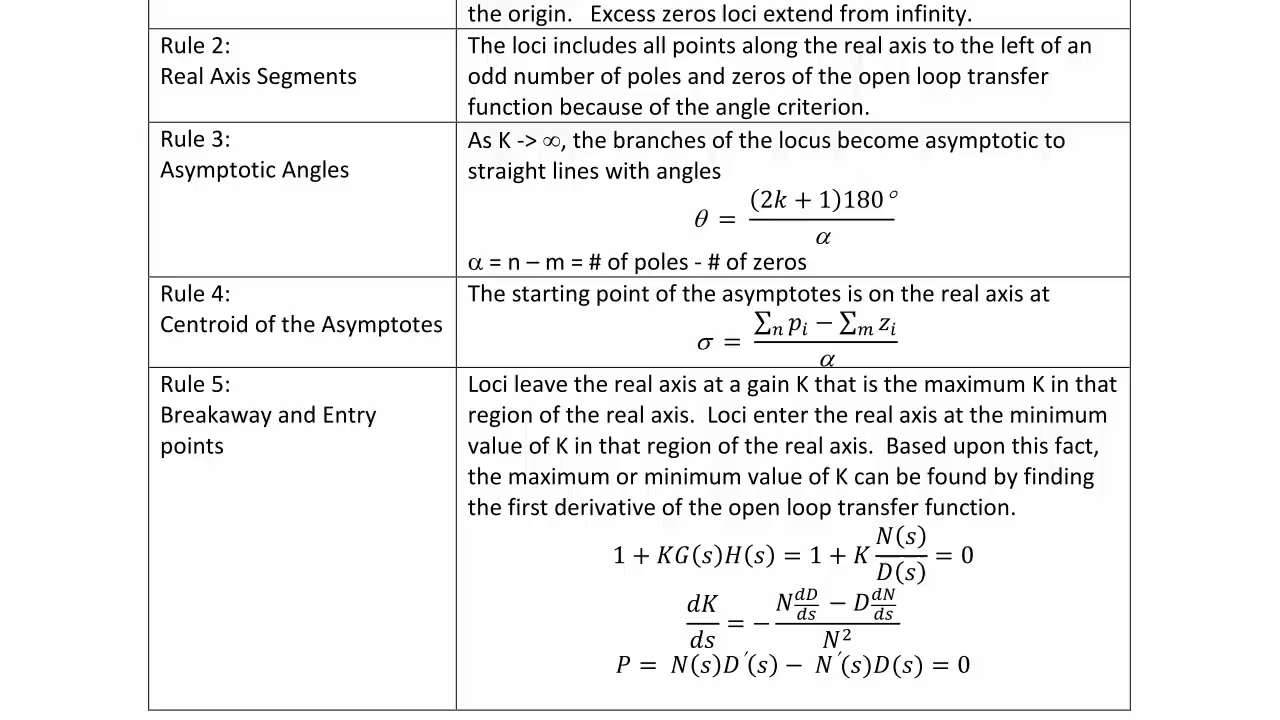 the origin.   Excess zeros loci extend from infinity.
Rule 2:
Real Axis Segments
The loci includes all points along the real axis to the left of an
odd number of poles and zeros of the open loop transfer
function because of the angle criterion.
Rule 3:
Asymptotic Angles
As K -> ∞, the branches of the locus become asymptotic to
straight lines with angles
θ = (2k + 1)180° / α
α = n – m = # of poles - # of zeros
Rule 4:
Centroid of the Asymptotes
The starting point of the asymptotes is on the real axis at
σ = (∑ₙ pᵢ − ∑ₘ zᵢ) / α
Rule 5:
Breakaway and Entry
points
Loci leave the real axis at a gain K that is the maximum K in that
region of the real axis.  Loci enter the real axis at the minimum
value of K in that region of the real axis.  Based upon this fact,
the maximum or minimum value of K can be found by finding
the first derivative of the open loop transfer function.
1 + KG(s)H(s) = 1 + K N(s)/D(s) = 0
dK/ds = − (N dD/ds − D dN/ds) / N²
P = N(s)D′(s) − N′(s)D(s) = 0